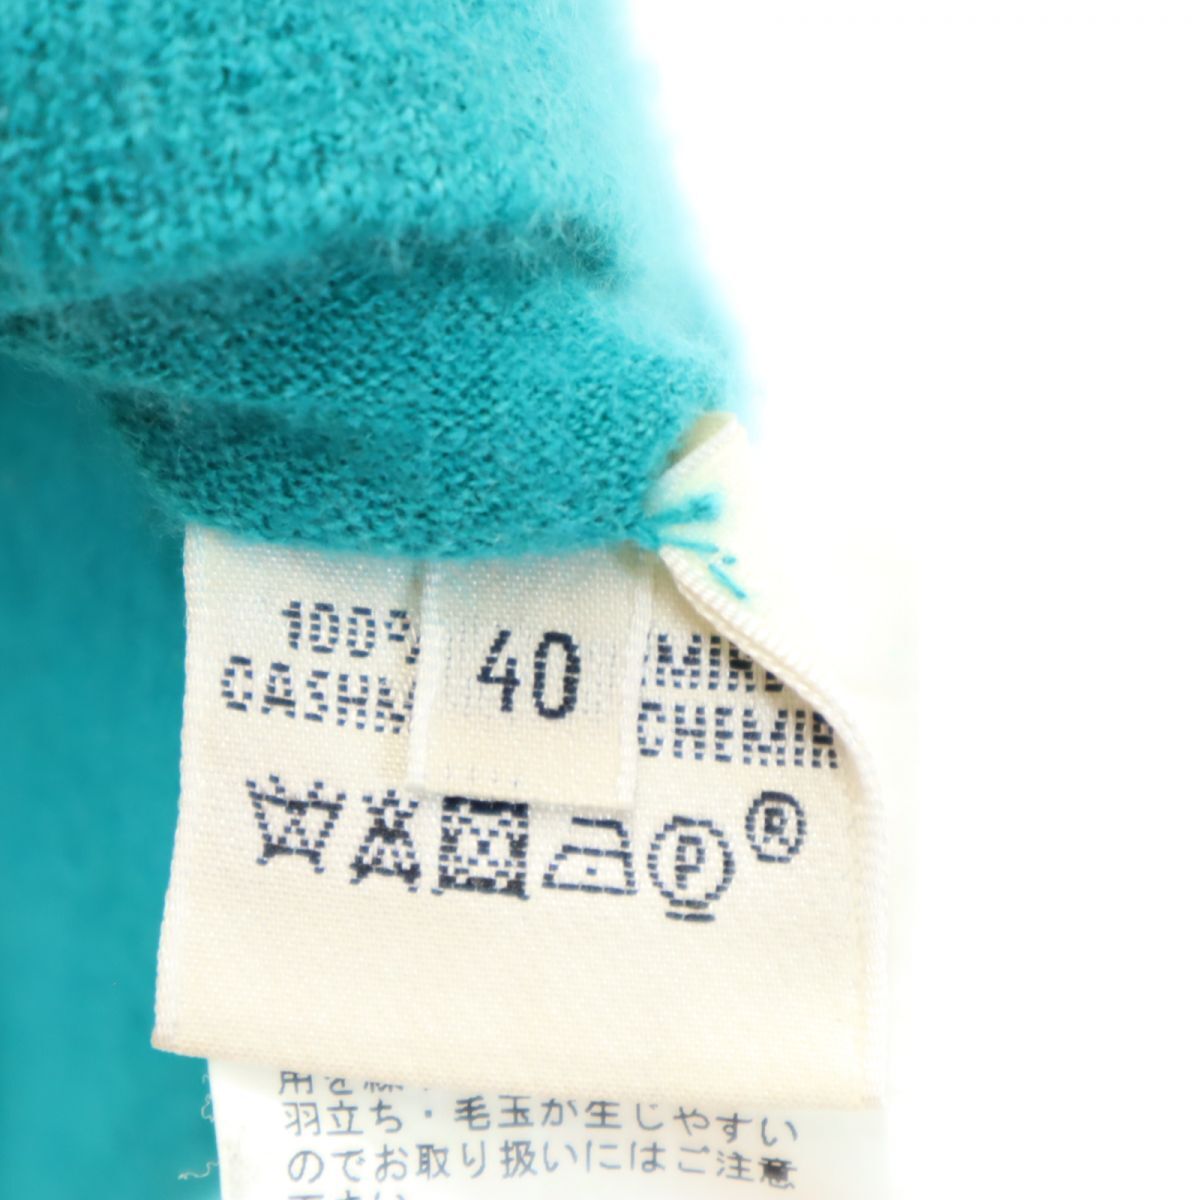 100%
40
CASHM
CHEMIR
P
®
羽立ち・毛玉が生じやすい
のでお取り扱いにはご注意